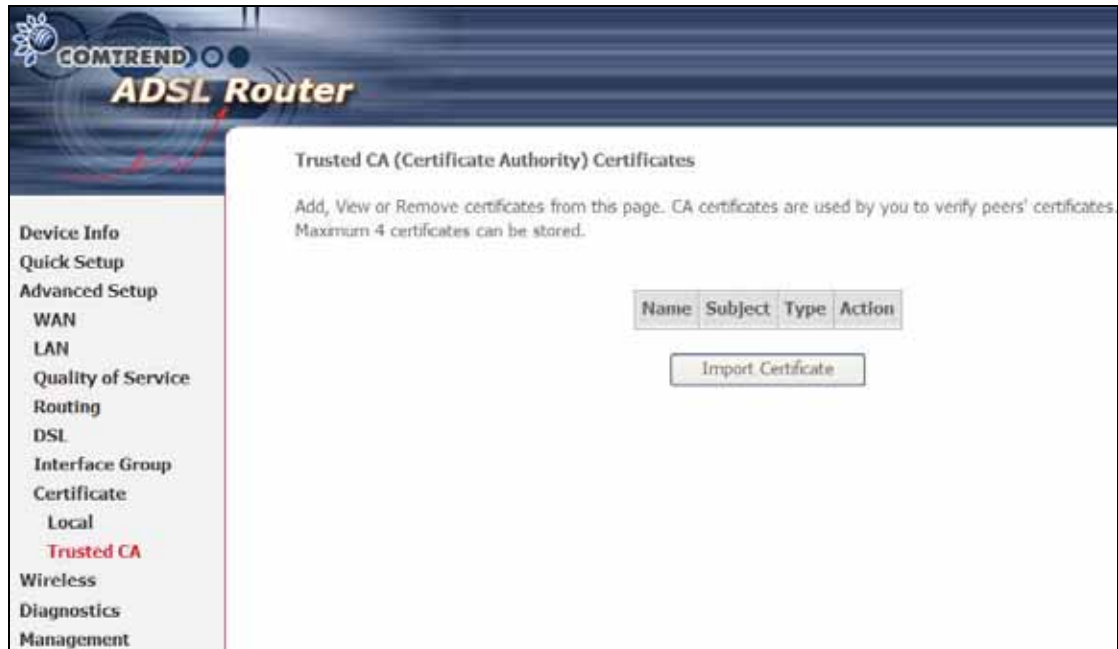 COMTREND
ADSL Router
Trusted CA (Certificate Authority) Certificates
Add, View or Remove certificates from this page. CA certificates are used by you to verify peers' certificates.
Maximum 4 certificates can be stored.
Name Subject Type Action
Import Certificate
Device Info
Quick Setup
Advanced Setup
WAN
LAN
Quality of Service
Routing
DSL
Interface Group
Certificate
Local
Trusted CA
Wireless
Diagnostics
Management